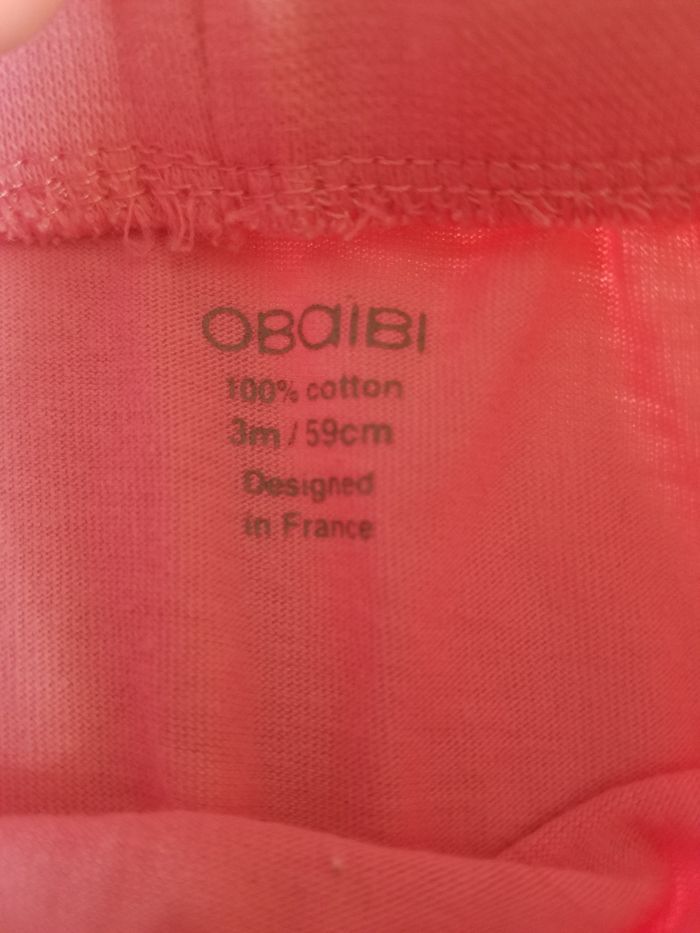 OBaIBI
100% cotton
3m / 59cm
Designed
in France